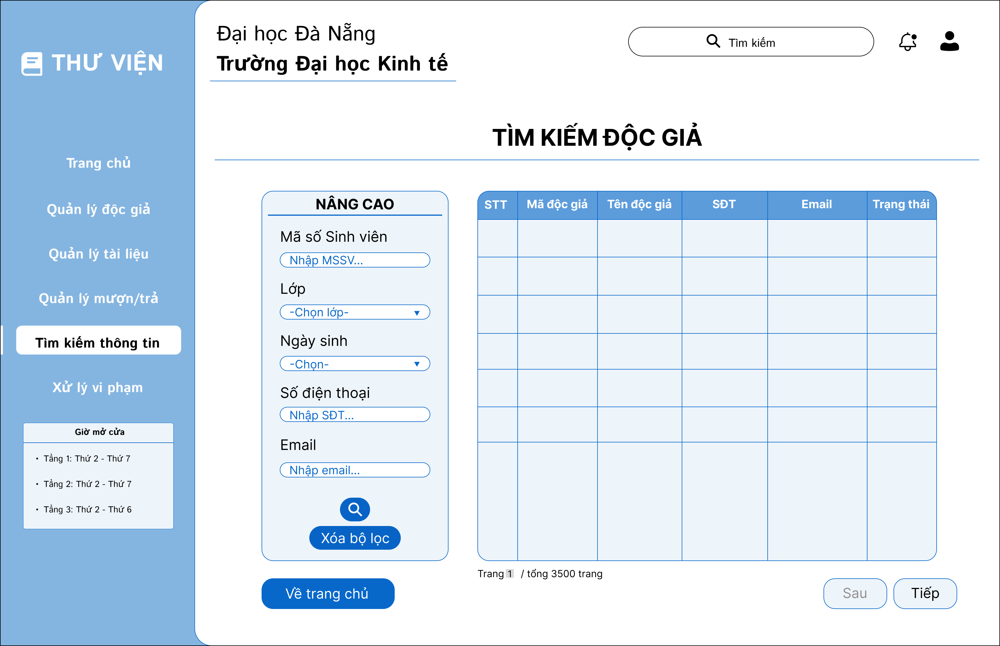 THƯ VIỆN
Trang chủ
Quản lý độc giả
Quản lý tài liệu
Quản lý mượn/trả
Tìm kiếm thông tin
Xử lý vi phạm
Giờ mở cửa
• Tầng 1: Thứ 2 - Thứ 7
• Tầng 2: Thứ 2 - Thứ 7
• Tầng 3: Thứ 2 - Thứ 6
Đại học Đà Nẵng
Trường Đại học Kinh tế
Tìm kiếm
TÌM KIẾM ĐỘC GIẢ
NÂNG CAO
Mã số Sinh viên
Nhập MSSV...
Lớp
-Chọn lớp-
Ngày sinh
-Chọn-
Số điện thoại
Nhập SĐT...
Email
Nhập email...
Xóa bộ lọc
Về trang chủ
STT Mã độc giả Tên độc giả SĐT Email Trạng thái
Trang 1 / tổng 3500 trang
Sau Tiếp